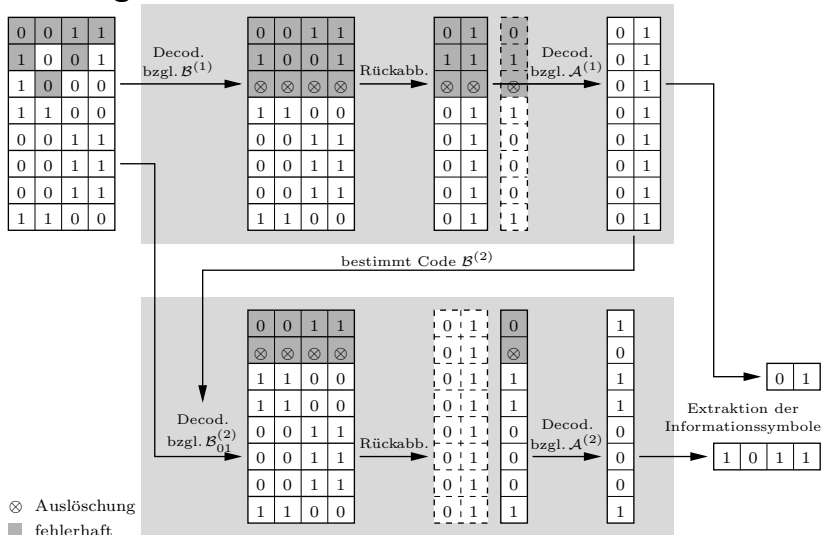 0 0 1 1
1 0 0 1
1 0 0 0
1 1 0 0
0 0 1 1
0 0 1 1
0 0 1 1
1 1 0 0
Decod.
bzgl. 𝓑⁽¹⁾
0 0 1 1
1 0 0 1
⊗ ⊗ ⊗ ⊗
1 1 0 0
0 0 1 1
0 0 1 1
0 0 1 1
1 1 0 0
Rückabb.
0 1 0
1 1 1
⊗ ⊗ ⊗
0 1 1
0 1 0
0 1 0
0 1 0
0 1 1
Decod.
bzgl. 𝓐⁽¹⁾
0 1
0 1
0 1
0 1
0 1
0 1
0 1
0 1
bestimmt Code 𝓑⁽²⁾
Decod.
bzgl. 𝓑₀₁⁽²⁾
0 0 1 1
⊗ ⊗ ⊗ ⊗
1 1 0 0
1 1 0 0
0 0 1 1
0 0 1 1
0 0 1 1
1 1 0 0
Rückabb.
0 1 0
0 1 ⊗
0 1 1
0 1 1
0 1 0
0 1 0
0 1 0
0 1 1
Decod.
bzgl. 𝓐⁽²⁾
1
0
1
1
0
0
0
1
0 1
Extraktion der
Informationssymbole
1 0 1 1
⊗ Auslöschung
fehlerhaft